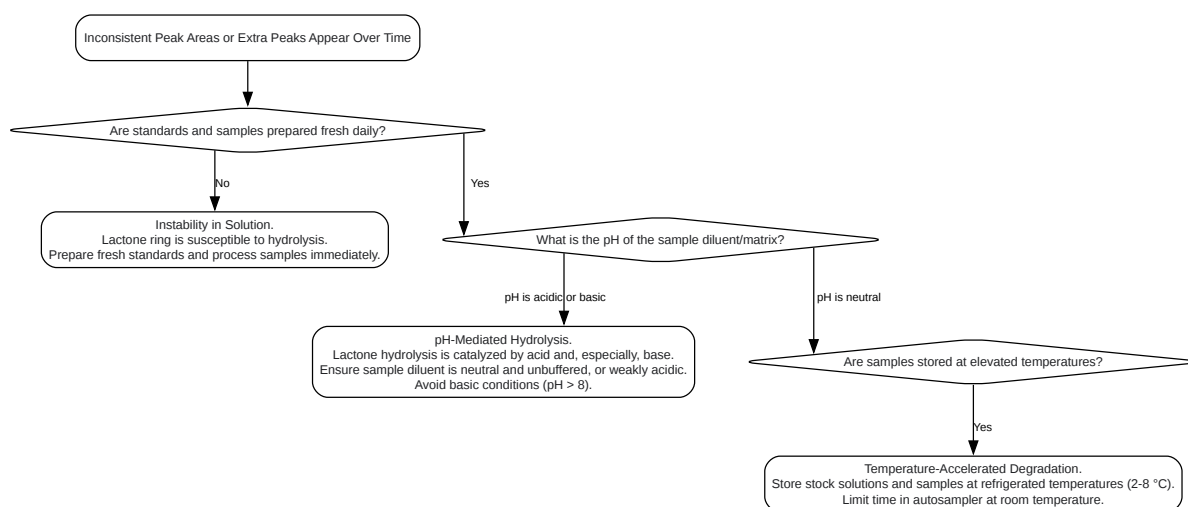 Inconsistent Peak Areas or Extra Peaks Appear Over Time
Are standards and samples prepared fresh daily?
No
Yes
Instability in Solution.
Lactone ring is susceptible to hydrolysis.
Prepare fresh standards and process samples immediately.
What is the pH of the sample diluent/matrix?
pH is acidic or basic
pH is neutral
pH-Mediated Hydrolysis.
Lactone hydrolysis is catalyzed by acid and, especially, base.
Ensure sample diluent is neutral and unbuffered, or weakly acidic.
Avoid basic conditions (pH > 8).
Are samples stored at elevated temperatures?
Yes
Temperature-Accelerated Degradation.
Store stock solutions and samples at refrigerated temperatures (2-8 °C).
Limit time in autosampler at room temperature.